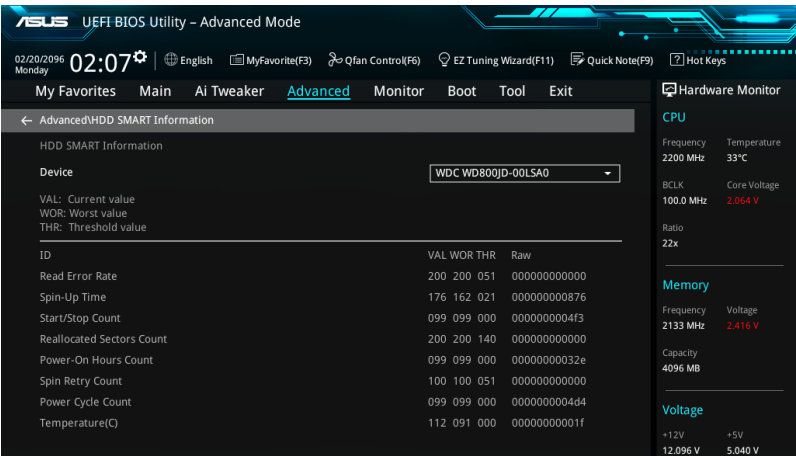 ASUS UEFI BIOS Utility – Advanced Mode
02/20/2096 Monday 02:07 English MyFavorite(F3) Qfan Control(F6) EZ Tuning Wizard(F11) Quick Note(F9) ? Hot Keys
My Favorites Main Ai Tweaker Advanced Monitor Boot Tool Exit
← Advanced\HDD SMART Information
HDD SMART Information
Device WDC WD800JD-00LSA0
VAL: Current value
WOR: Worst value
THR: Threshold value
ID VAL WOR THR Raw
Read Error Rate 200 200 051 000000000000
Spin-Up Time 176 162 021 000000000876
Start/Stop Count 099 099 000 0000000004f3
Reallocated Sectors Count 200 200 140 000000000000
Power-On Hours Count 099 099 000 00000000032e
Spin Retry Count 100 100 051 000000000000
Power Cycle Count 099 099 000 0000000004d4
Temperature(C) 112 091 000 00000000001f
Hardware Monitor
CPU
Frequency Temperature
2200 MHz 33°C
BCLK Core Voltage
100.0 MHz 2.064 V
Ratio
22x
Memory
Frequency Voltage
2133 MHz 2.416 V
Capacity
4096 MB
Voltage
+12V +5V
12.096 V 5.040 V